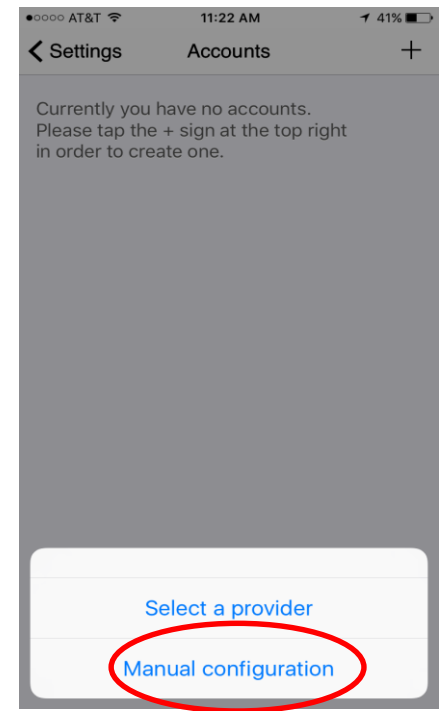 AT&T 11:22 AM 41%
Settings Accounts +
Currently you have no accounts.
Please tap the + sign at the top right
in order to create one.
Select a provider
Manual configuration